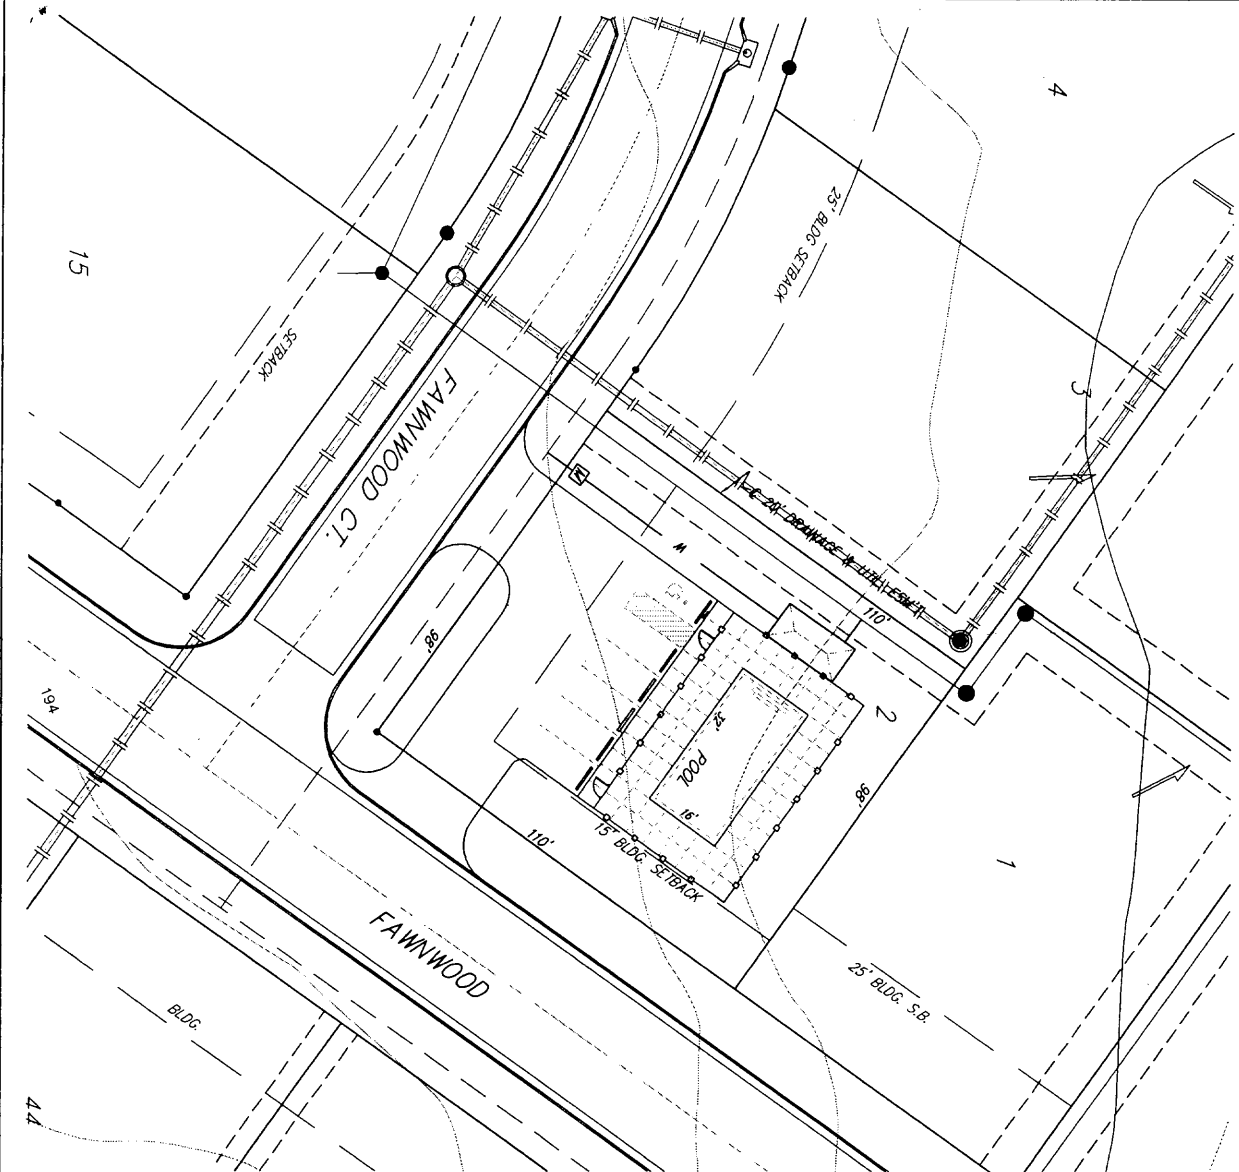 4
25' BLDG SETBACK
15
SETBACK
3
FAWNWOOD CT.
W
C 20' DRAINAGE & UTIL ESM'T
W
110'
98'
2
32'
POOL
16'
194
98'
110'
15' BLDG. SETBACK
1
FAWNWOOD
25' BLDG. S.B.
BLDG.
44